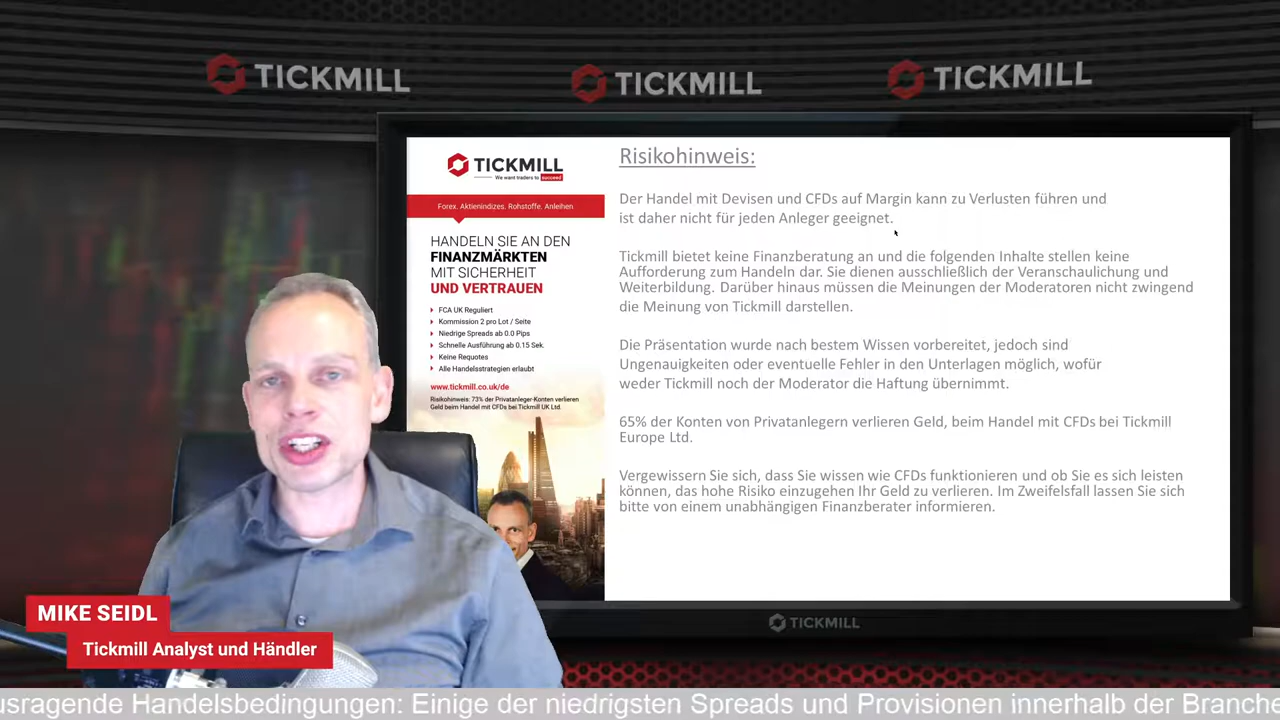 TICKMILL
TICKMILL
TICKMILL
TICKMILL
We want traders to succeed
Forex. Aktienindizes. Rohstoffe. Anleihen
HANDELN SIE AN DEN
FINANZMÄRKTEN
MIT SICHERHEIT
UND VERTRAUEN
FCA UK Reguliert
Kommission 2 pro Lot / Seite
Niedrige Spreads ab 0.0 Pips
Schnelle Ausführung ab 0.15 Sek.
Keine Requotes
Alle Handelsstrategien erlaubt
www.tickmill.co.uk/de
Risikohinweis: 73% der Privatanleger-Konten verlieren
Geld beim Handel mit CFDs bei Tickmill UK Ltd.
Risikohinweis:
Der Handel mit Devisen und CFDs auf Margin kann zu Verlusten führen und
ist daher nicht für jeden Anleger geeignet.
Tickmill bietet keine Finanzberatung an und die folgenden Inhalte stellen keine
Aufforderung zum Handeln dar. Sie dienen ausschließlich der Veranschaulichung und
Weiterbildung. Darüber hinaus müssen die Meinungen der Moderatoren nicht zwingend
die Meinung von Tickmill darstellen.
Die Präsentation wurde nach bestem Wissen vorbereitet, jedoch sind
Ungenauigkeiten oder eventuelle Fehler in den Unterlagen möglich, wofür
weder Tickmill noch der Moderator die Haftung übernimmt.
65% der Konten von Privatanlegern verlieren Geld, beim Handel mit CFDs bei Tickmill
Europe Ltd.
Vergewissern Sie sich, dass Sie wissen wie CFDs funktionieren und ob Sie es sich leisten
können, das hohe Risiko einzugehen Ihr Geld zu verlieren. Im Zweifelsfall lassen Sie sich
bitte von einem unabhängigen Finanzberater informieren.
TICKMILL
MIKE SEIDL
Tickmill Analyst und Händler
usragende Handelsbedingungen: Einige der niedrigsten Spreads und Provisionen innerhalb der Branche